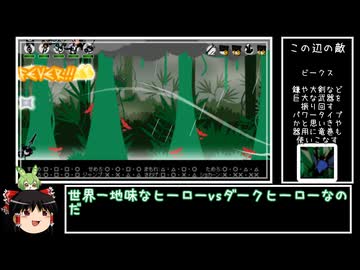 FEVER!!!
この辺の敵
ビークス
鎌や大剣など
巨大な武器を
振り回す
パワータイプ
かと思いきや
器用に竜巻も
使いこなす
世界一地味なヒーローvsダークヒーローなの
だ